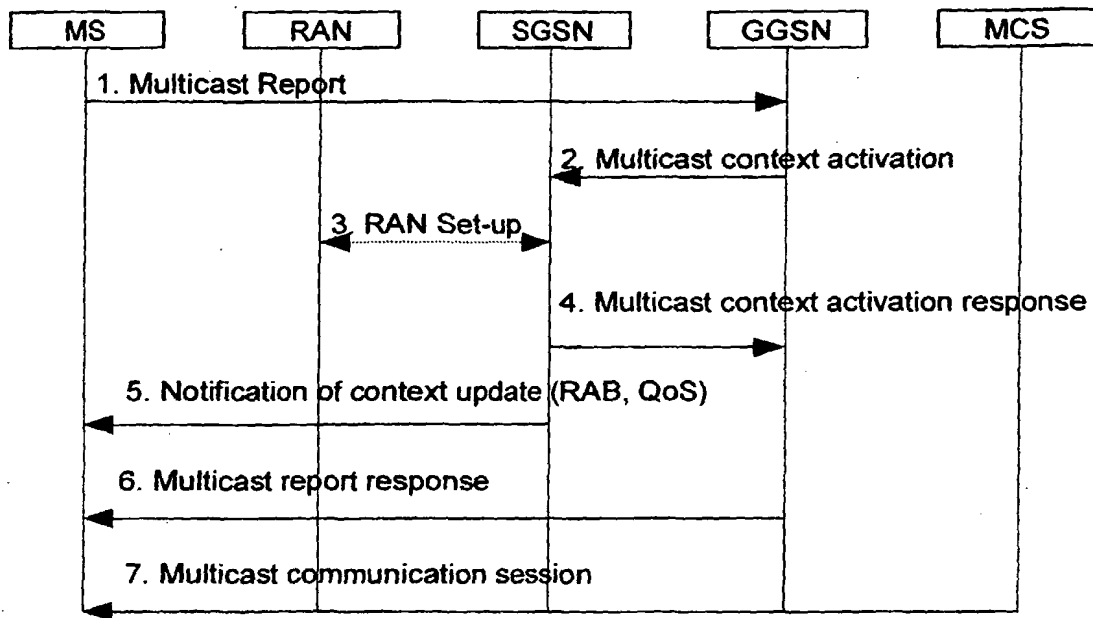 MS RAN SGSN GGSN MCS
1. Multicast Report
2. Multicast context activation
3. RAN Set-up
4. Multicast context activation response
5. Notification of context update (RAB, QoS)
6. Multicast report response
7. Multicast communication session